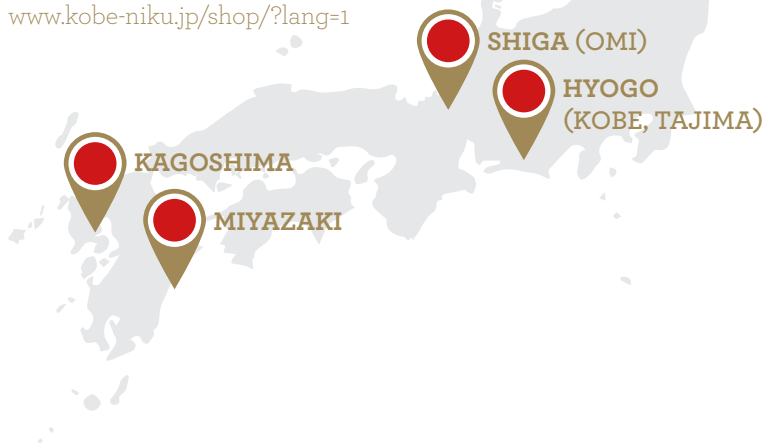 www.kobe-niku.jp/shop/?lang=1
SHIGA (OMI)
HYOGO
(KOBE, TAJIMA)
KAGOSHIMA
MIYAZAKI